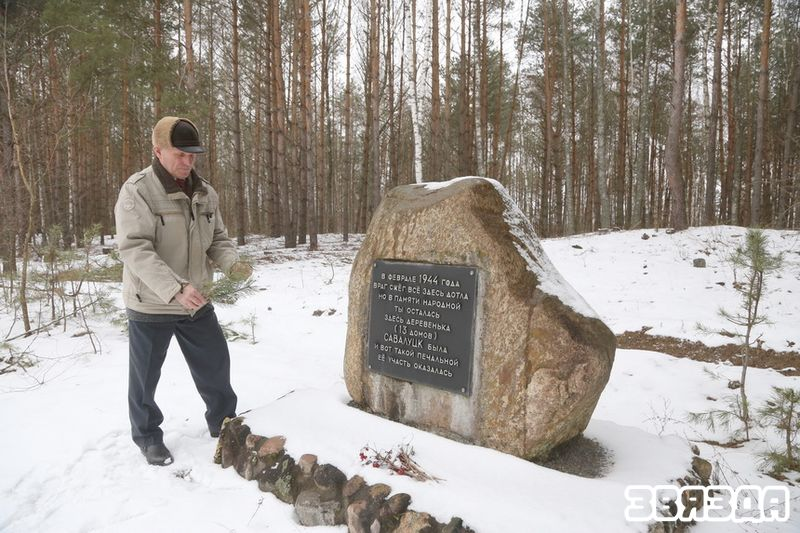 В ФЕВРАЛЕ 1944 ГОДА
ВРАГ СЖЁГ ВСЁ ЗДЕСЬ ДОТЛА
НО В ПАМЯТИ НАРОДНОЙ
ТЫ ОСТАЛАСЬ
ЗДЕСЬ ДЕРЕВЕНЬКА
(13 ДОМОВ)
САВАЛУЦК БЫЛА
И ВОТ ТАКОЙ ПЕЧАЛЬНОЙ
ЕЁ УЧАСТЬ ОКАЗАЛАСЬ
ЗВЯЗДА